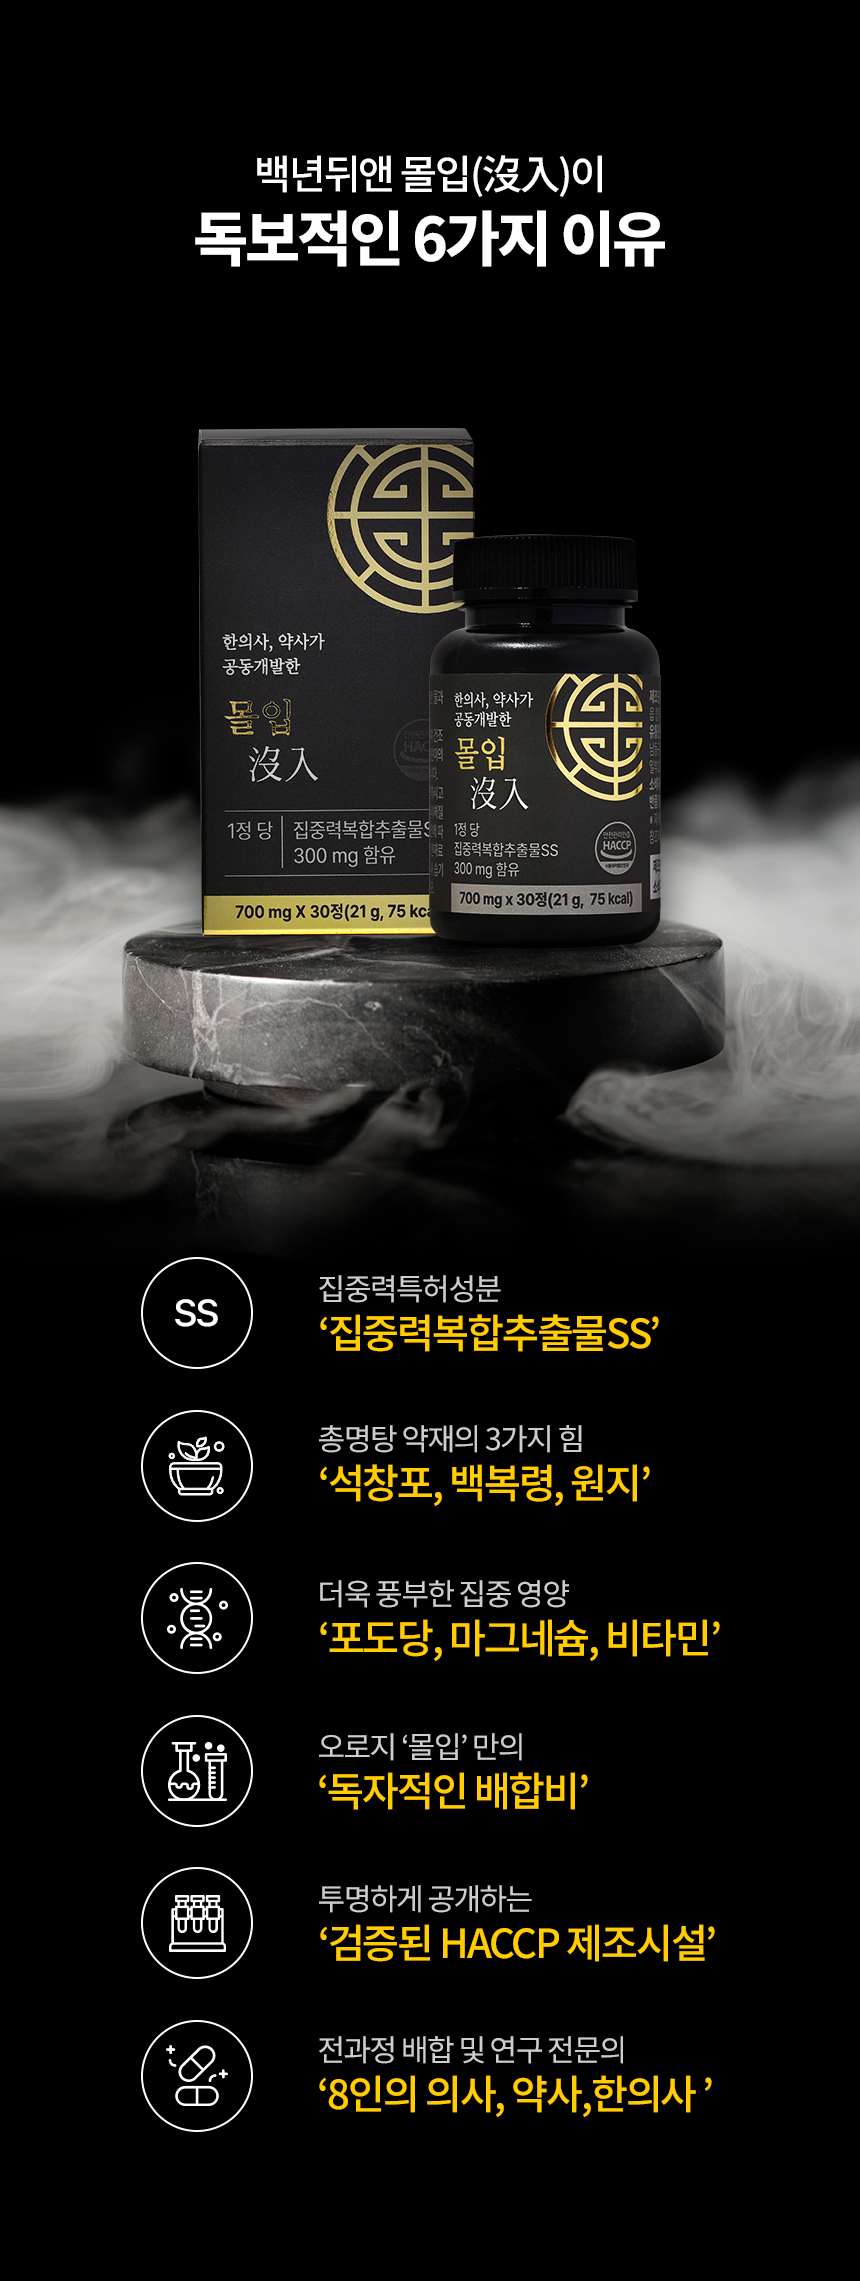 백년뒤앤 몰입(沒入)이
독보적인 6가지 이유
한의사, 약사가
공동개발한
몰입
沒入
1정 당
집중력복합추출물S
300 mg 함유
700 mg X 30정(21 g, 75 kca
한의사, 약사가
공동개발한
몰입
沒入
1정 당
집중력복합추출물SS
300 mg 함유
HACCP
700 mg x 30정(21 g, 75 kcal)
SS
집중력특허성분
‘집중력복합추출물SS’
총명탕 약재의 3가지 힘
‘석창포, 백복령, 원지’
더욱 풍부한 집중 영양
‘포도당, 마그네슘, 비타민’
오로지 ‘몰입’ 만의
‘독자적인 배합비’
투명하게 공개하는
‘검증된 HACCP 제조시설’
전과정 배합 및 연구 전문의
‘8인의 의사, 약사,한의사 ’